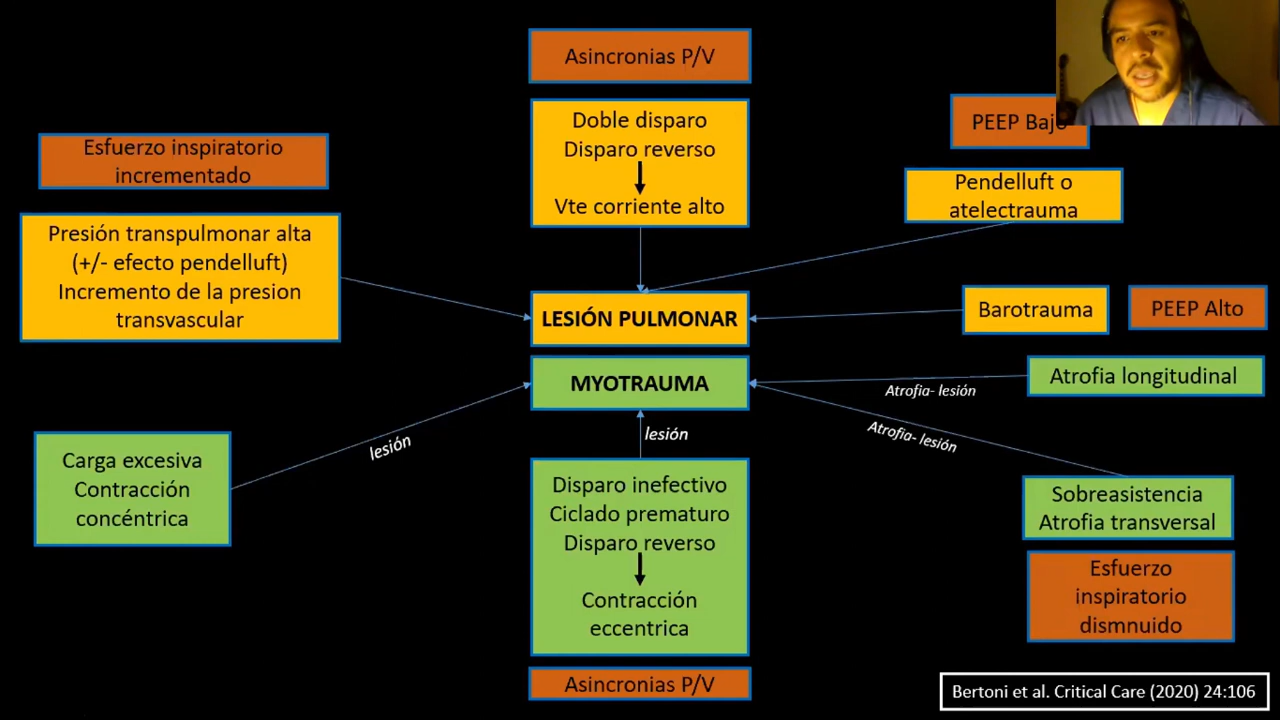 Asincronias P/V
Doble disparo
Disparo reverso
Vte corriente alto
Esfuerzo inspiratorio
incrementado
Presión transpulmonar alta
(+/- efecto pendelluft)
Incremento de la presion
transvascular
PEEP Bajo
Pendelluft o
atelectrauma
LESIÓN PULMONAR
Barotrauma
PEEP Alto
MYOTRAUMA
Atrofia longitudinal
Atrofia- lesión
Atrofia- lesión
lesión
lesión
Carga excesiva
Contracción
concéntrica
Disparo inefectivo
Ciclado prematuro
Disparo reverso
Contracción
eccentrica
Asincronias P/V
Sobreasistencia
Atrofia transversal
Esfuerzo
inspiratorio
dismnuido
Bertoni et al. Critical Care (2020) 24:106